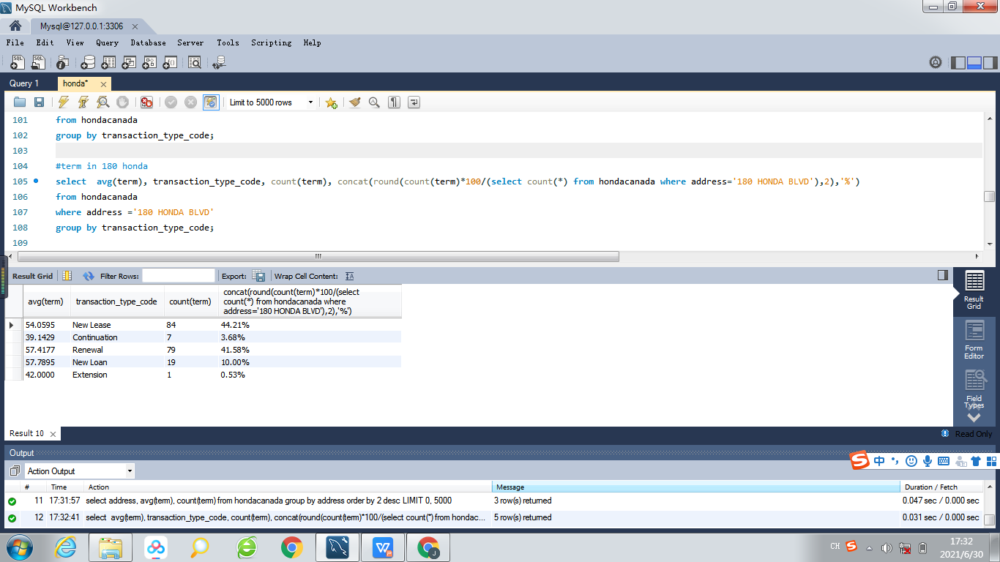 MySQL Workbench
Mysql@127.0.0.1:3306
File Edit View Query Database Server Tools Scripting Help
Query 1 honda*
Limit to 5000 rows
101 from hondacanada
102 group by transaction_type_code;
103
104 #term in 180 honda
105 select  avg(term), transaction_type_code, count(term), concat(round(count(term)*100/(select count(*) from hondacanada where address='180 HONDA BLVD'),2),'%')
106 from hondacanada
107 where address ='180 HONDA BLVD'
108 group by transaction_type_code;
109
Result Grid Filter Rows: Export: Wrap Cell Content:
avg(term) transaction_type_code count(term) concat(round(count(term)*100/(select
count(*) from hondacanada where
address='180 HONDA BLVD'),2),'%')
54.0595 New Lease 84 44.21%
39.1429 Continuation 7 3.68%
57.4177 Renewal 79 41.58%
57.7895 New Loan 19 10.00%
42.0000 Extension 1 0.53%
Result
Grid
Form
Editor
Field
Types
Result 10 Read Only
Output
Action Output
# Time Action Message Duration / Fetch
11 17:31:57 select address, avg(term), count(term) from hondacanada group by address order by 2 desc LIMIT 0, 5000 3 row(s) returned 0.047 sec / 0.000 sec
12 17:32:41 select  avg(term), transaction_type_code, count(term), concat(round(count(term)*100/(select count(*) from hondac... 5 row(s) returned 0.031 sec / 0.000 sec
中
CH 17:32
2021/6/30